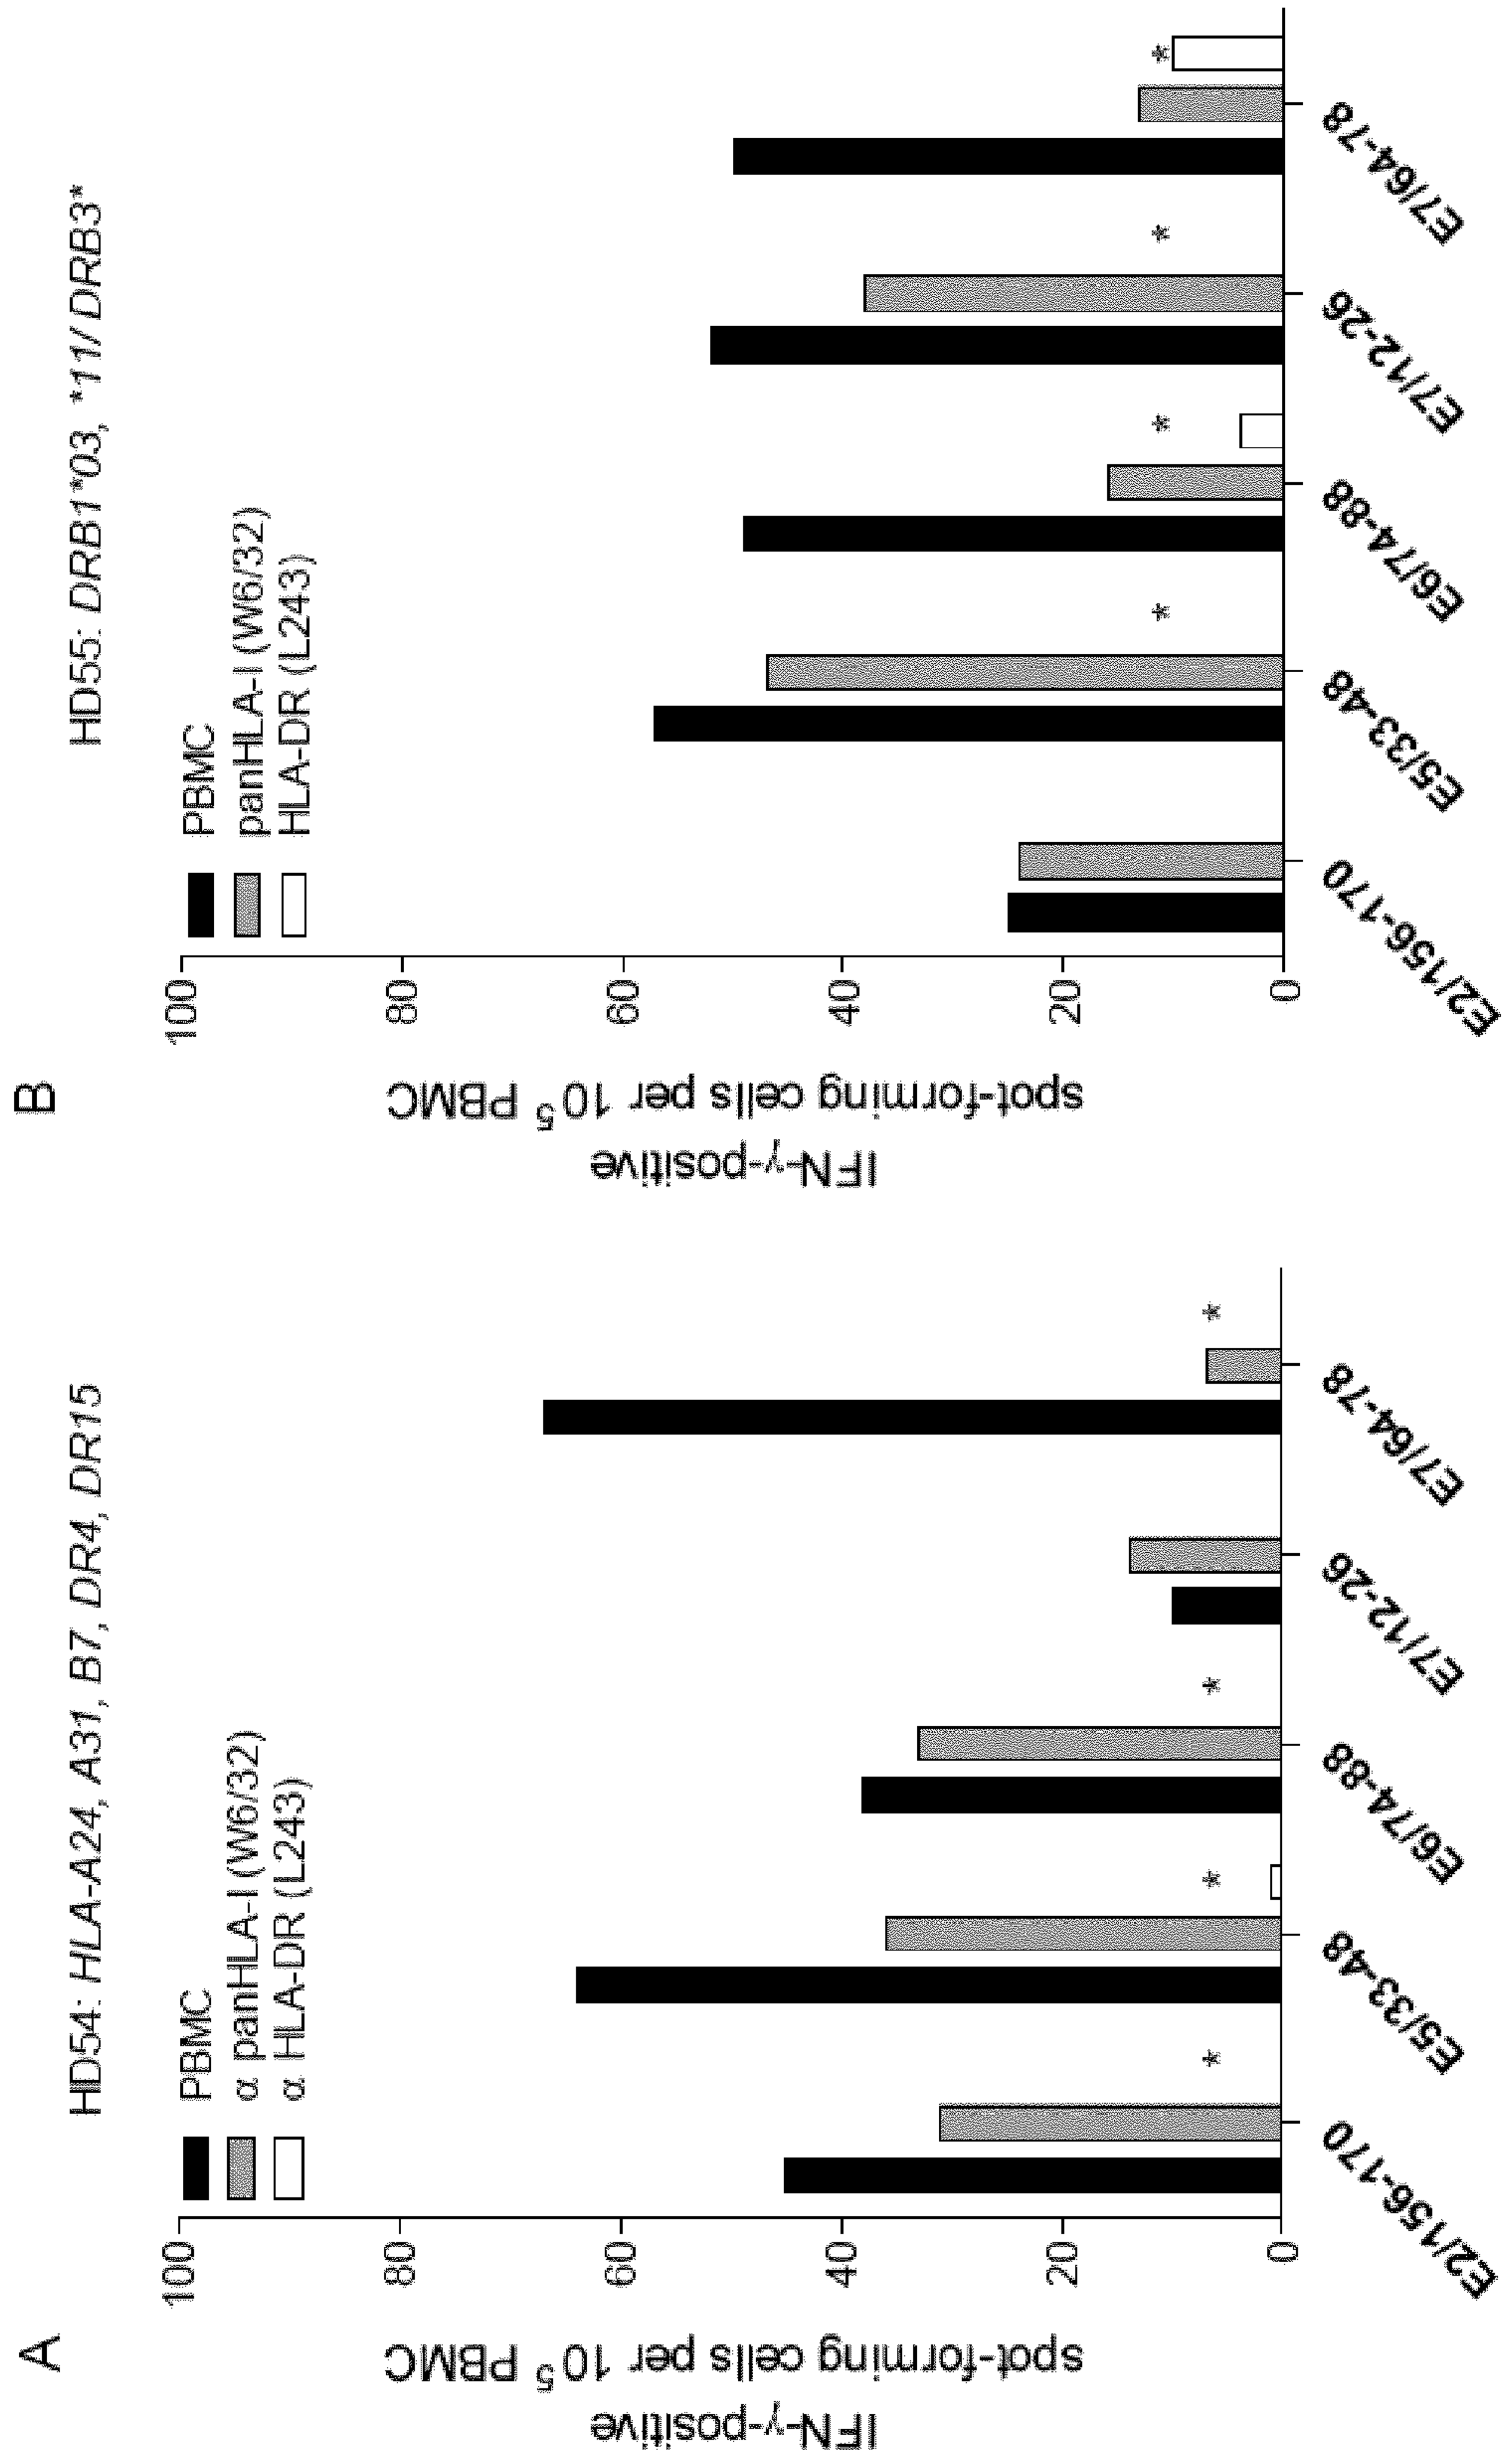 A
HD54: HLA-A24, A31, B7, DR4, DR15
PBMC
α panHLA-I (W6/32)
α HLA-DR (L243)
IFN-γ-positive
spot-forming cells per 10⁵ PBMC
100
80
60
40
20
0
*
*
*
*
E2/156-170
E5/33-48
E6/74-88
E7/12-26
E7/64-78
B
HD55: DRB1*03, *11/ DRB3*
PBMC
panHLA-I (W6/32)
HLA-DR (L243)
IFN-γ-positive
spot-forming cells per 10⁵ PBMC
100
80
60
40
20
0
*
*
*
*
E2/156-170
E5/33-48
E6/74-88
E7/12-26
E7/64-78